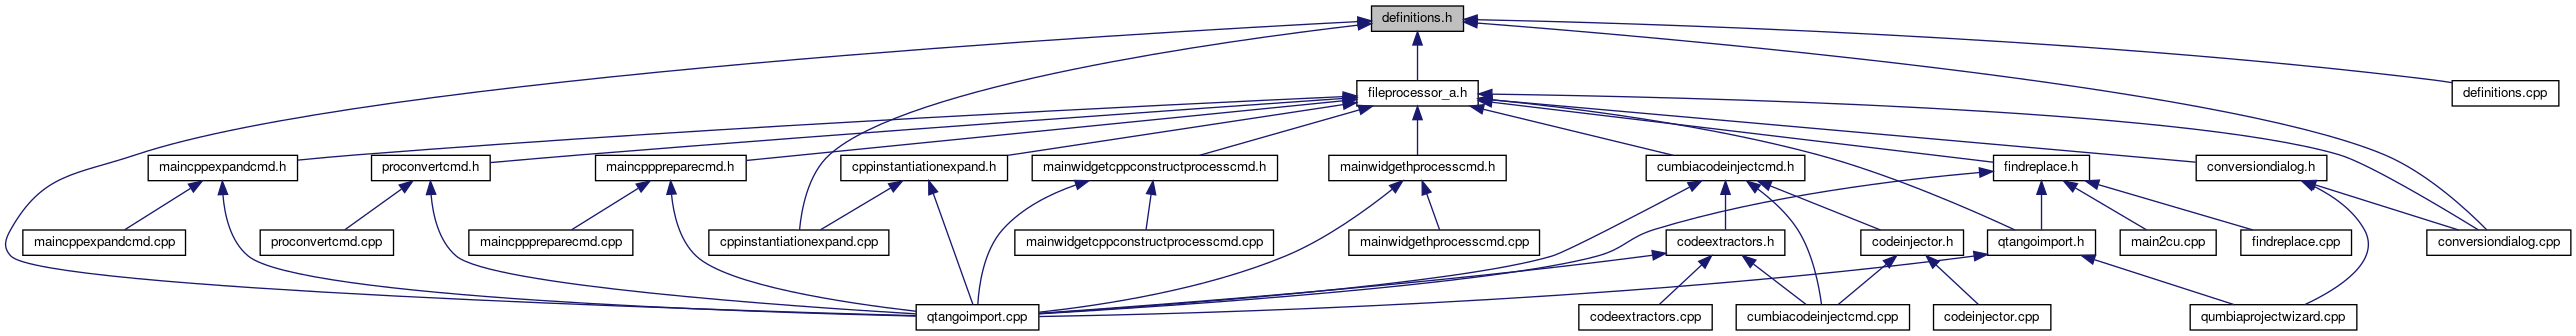 definitions.h
fileprocessor_a.h
definitions.cpp
maincppexpandcmd.h
proconvertcmd.h
maincpppreparecmd.h
cppinstantiationexpand.h
mainwidgetcppconstructprocesscmd.h
mainwidgethprocesscmd.h
cumbiacodeinjectcmd.h
findreplace.h
conversiondialog.h
maincppexpandcmd.cpp
proconvertcmd.cpp
maincpppreparecmd.cpp
cppinstantiationexpand.cpp
mainwidgetcppconstructprocesscmd.cpp
mainwidgethprocesscmd.cpp
codeextractors.h
codeinjector.h
qtangoimport.h
main2cu.cpp
findreplace.cpp
conversiondialog.cpp
qtangoimport.cpp
codeextractors.cpp
cumbiacodeinjectcmd.cpp
codeinjector.cpp
qumbiaprojectwizard.cpp